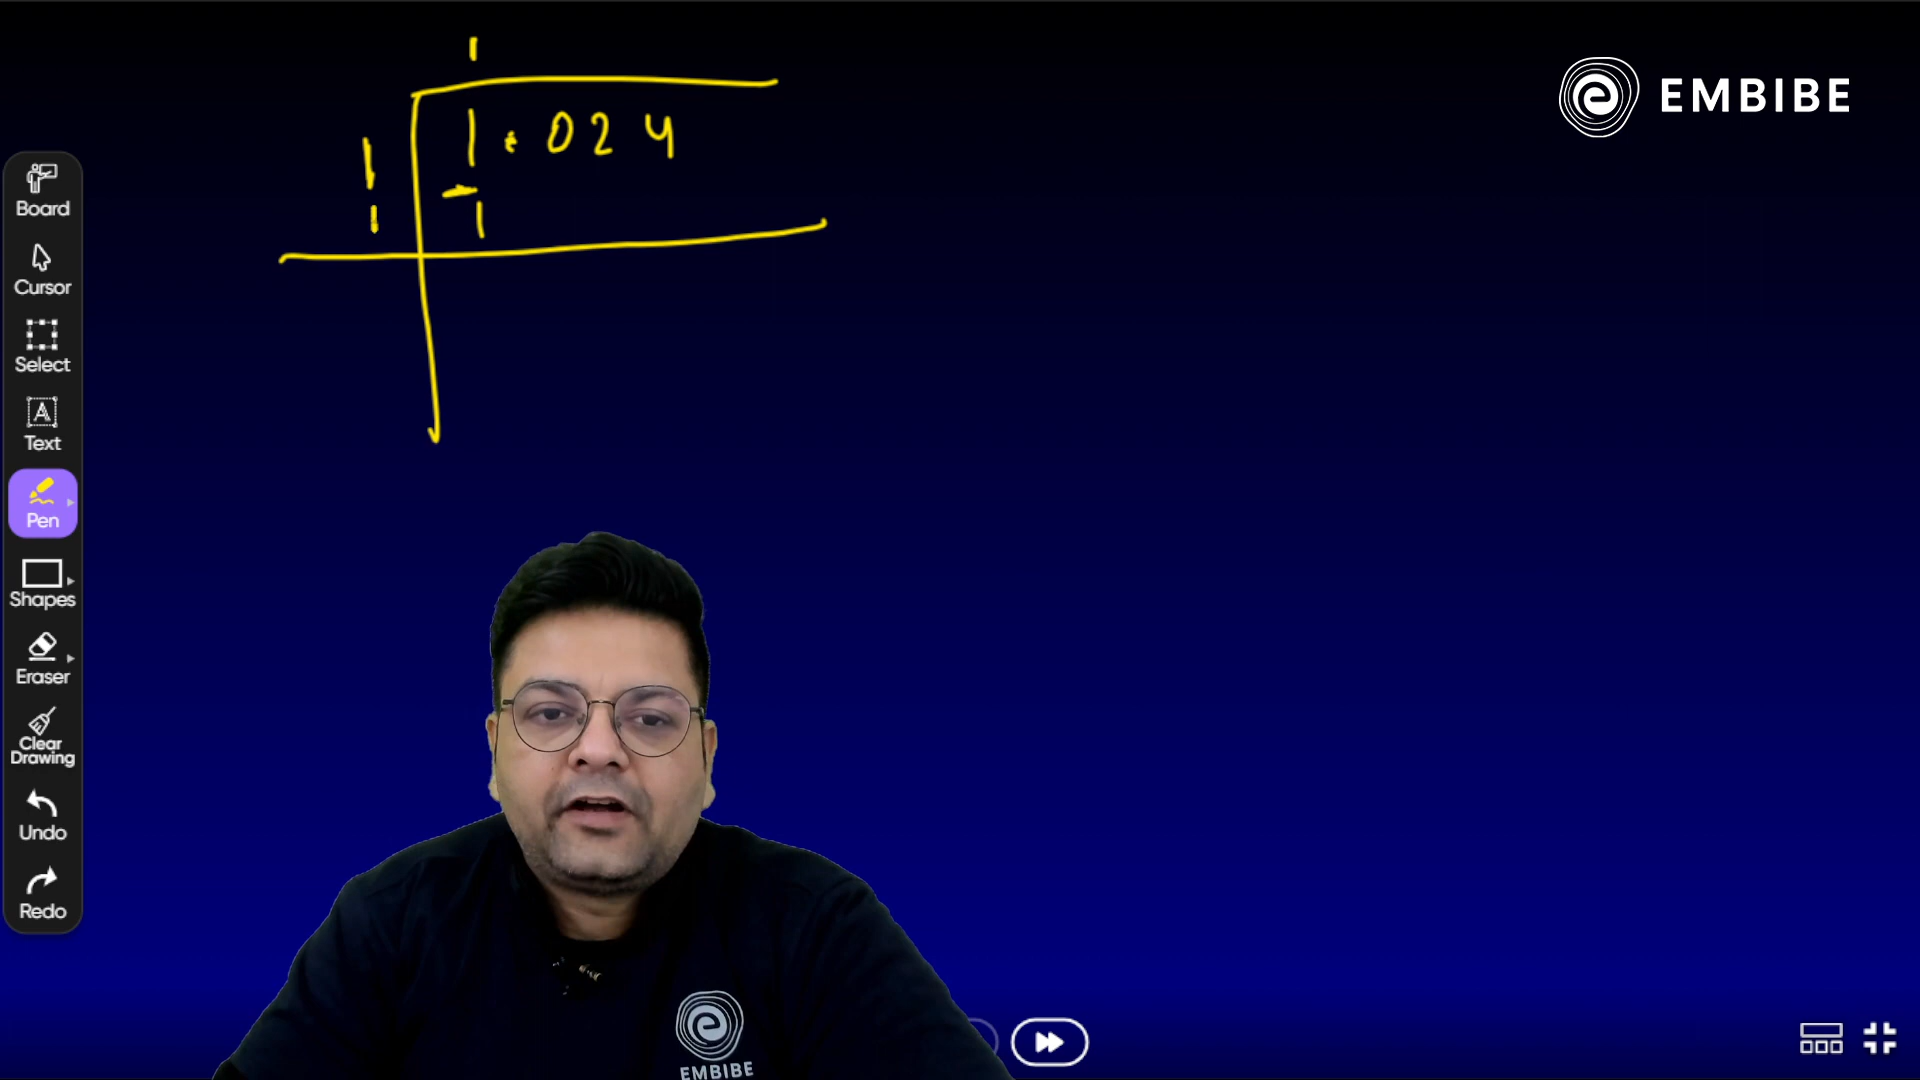 1
1 1.024
1 - 1
EMBIBE
Board
Cursor
Select
Text
Pen
Shapes
Eraser
Clear
Drawing
Undo
Redo
EMBIBE